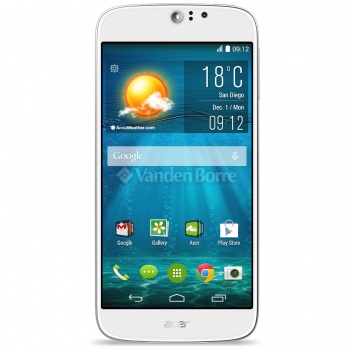 09:12
18°C
San Diego
Dec. 1 / Mon
09 12
AccuWeather.com
Google
Vanden Borre
Google
Gallery
Acer
Play Store
acer